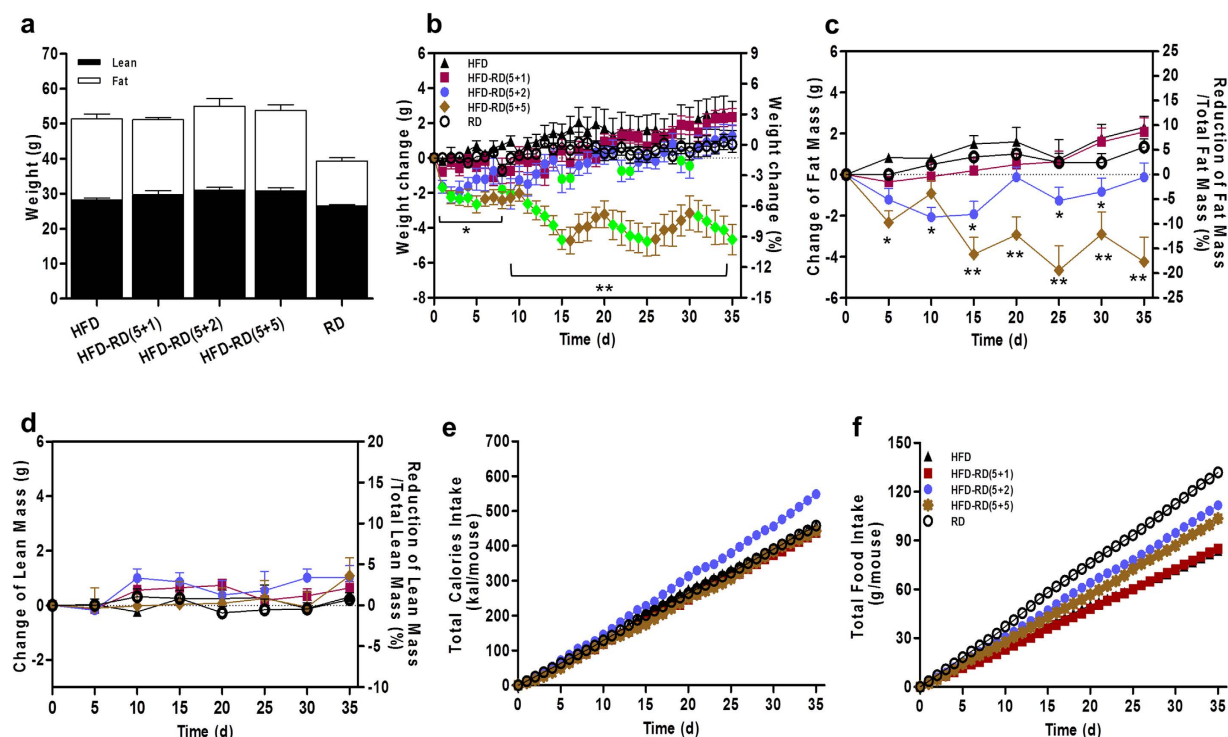 a
70
60
50
40
30
20
10
0
Weight (g)
Lean
Fat
HFD
HFD-RD(5+1)
HFD-RD(5+2)
HFD-RD(5+5)
RD
b
6
4
2
0
-2
-4
-6
-8
Weight change (g)
HFD
HFD-RD(5+1)
HFD-RD(5+2)
HFD-RD(5+5)
RD
*
**
9
6
3
0
-3
-6
-9
-12
-15
Weight change
change (%)
0 5 10 15 20 25 30 35
Time (d)
c
6
4
2
0
-2
-4
-6
Change of Fat Mass (g)
* * * *
** ** ** ** **
25
20
15
10
5
0
-5
-10
-15
-20
-25
Reduction of Fat Mass
/Total Fat Mass (%)
0 5 10 15 20 25 30 35
Time (d)
d
6
4
2
0
-2
Change of Lean Mass (g)
20
15
10
5
0
-5
-10
Reduction of Lean Mass
/Total Lean Mass (%)
0 5 10 15 20 25 30 35
Time (d)
e
700
600
500
400
300
200
100
0
Total Calories Intake
(kal/mouse)
0 5 10 15 20 25 30 35
Time (d)
f
150
120
90
60
30
0
Total Food Intake
(g/mouse)
HFD
HFD-RD(5+1)
HFD-RD(5+2)
HFD-RD(5+5)
RD
0 5 10 15 20 25 30 35
Time (d)